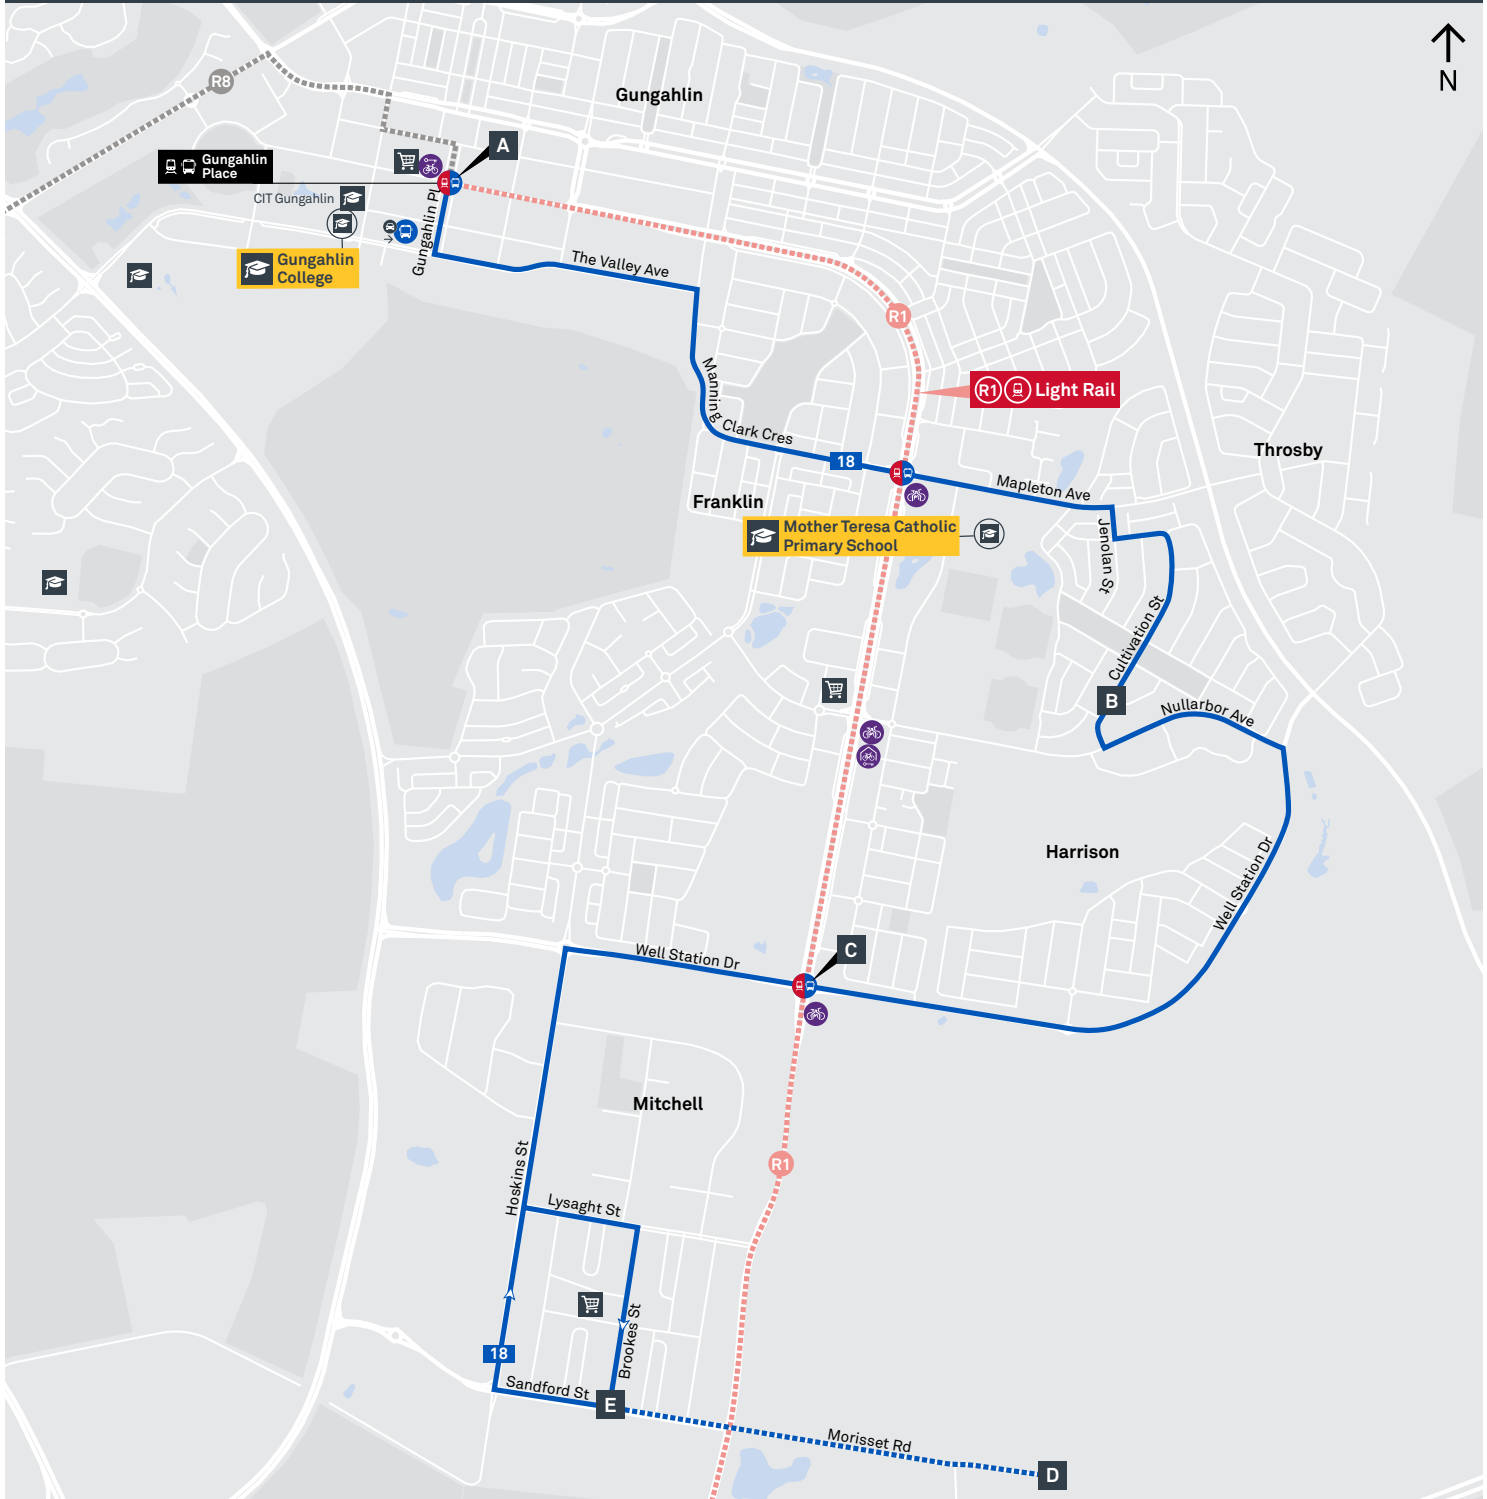 N
R8
Gungahlin
A
Gungahlin
Place
CIT Gungahlin
Gungahlin Pl
Gungahlin
College
The Valley Ave
R1
Manning
Clark Cres
R1 Light Rail
Throsby
18
Mapleton Ave
Franklin
Mother Teresa Catholic
Primary School
Jenolan St
Cultivation St
B
Nullarbor Ave
Harrison
Well Station Dr
C
Well Station Dr
Mitchell
R1
Hoskins St
Lysaght St
Brookes St
18
Sandford St
E
Morisset Rd
D